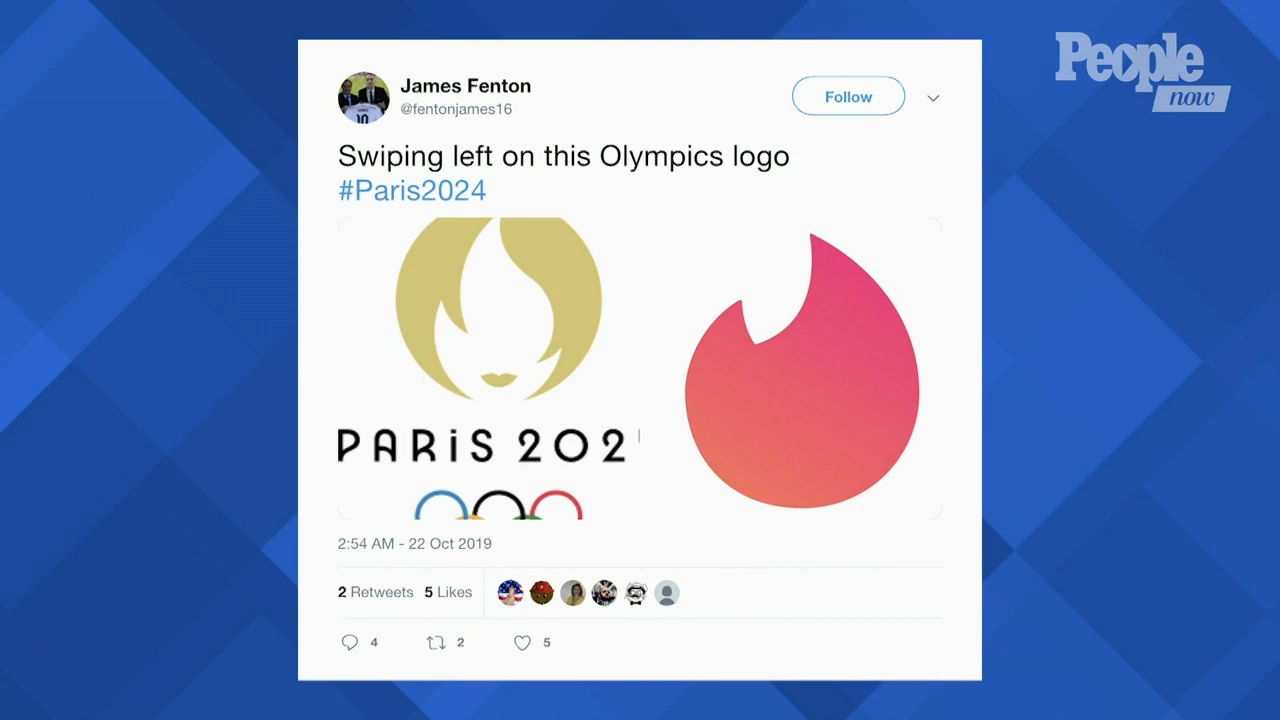 People
now
James Fenton
@fentonjames16
Follow
Swiping left on this Olympics logo
#Paris2024
PARiS 202
2:54 AM - 22 Oct 2019
2 Retweets 5 Likes
4 2 5